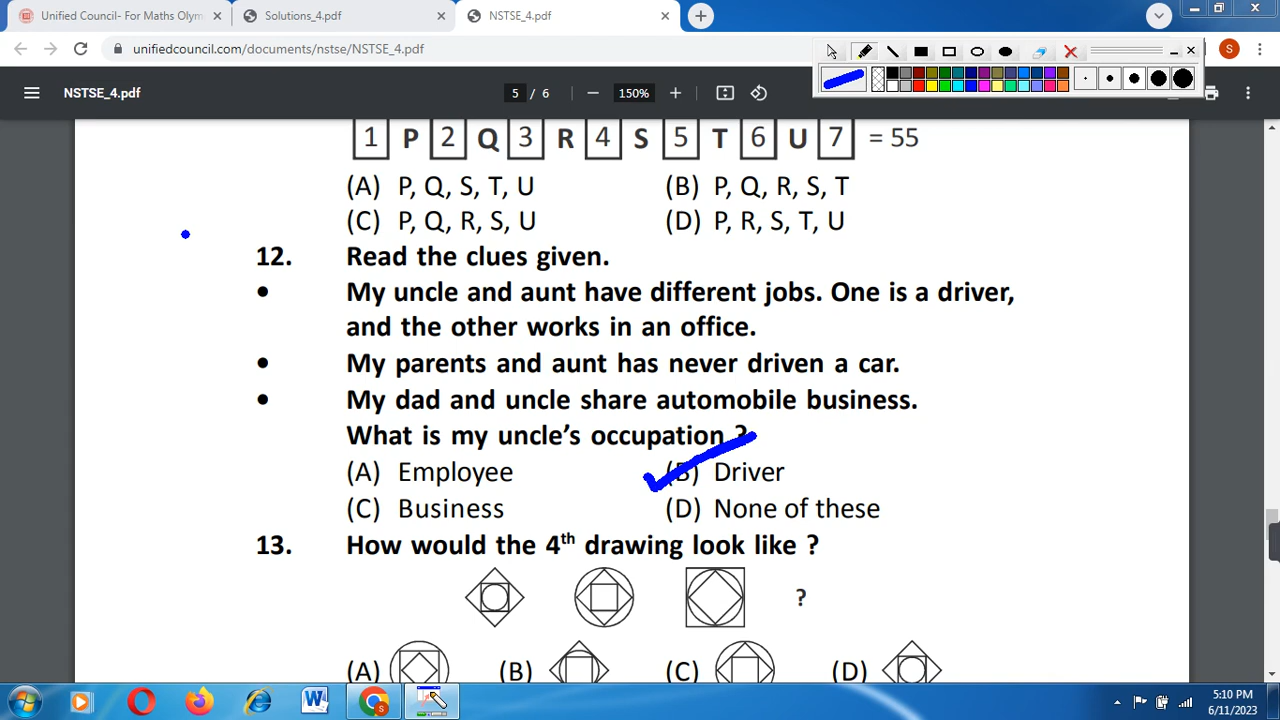 Unified Council- For Maths Olym
Solutions_4.pdf
NSTSE_4.pdf
unifiedcouncil.com/documents/nstse/NSTSE_4.pdf
S
NSTSE_4.pdf
5 / 6
150%
1 P 2 Q 3 R 4 S 5 T 6 U 7 = 55
(A) P, Q, S, T, U
(B) P, Q, R, S, T
(C) P, Q, R, S, U
(D) P, R, S, T, U
12. Read the clues given.
• My uncle and aunt have different jobs. One is a driver,
and the other works in an office.
• My parents and aunt has never driven a car.
• My dad and uncle share automobile business.
What is my uncle's occupation ?
(A) Employee
(B) Driver
(C) Business
(D) None of these
13. How would the 4th drawing look like ?
?
(A) (B) (C) (D)
5:10 PM
6/11/2023